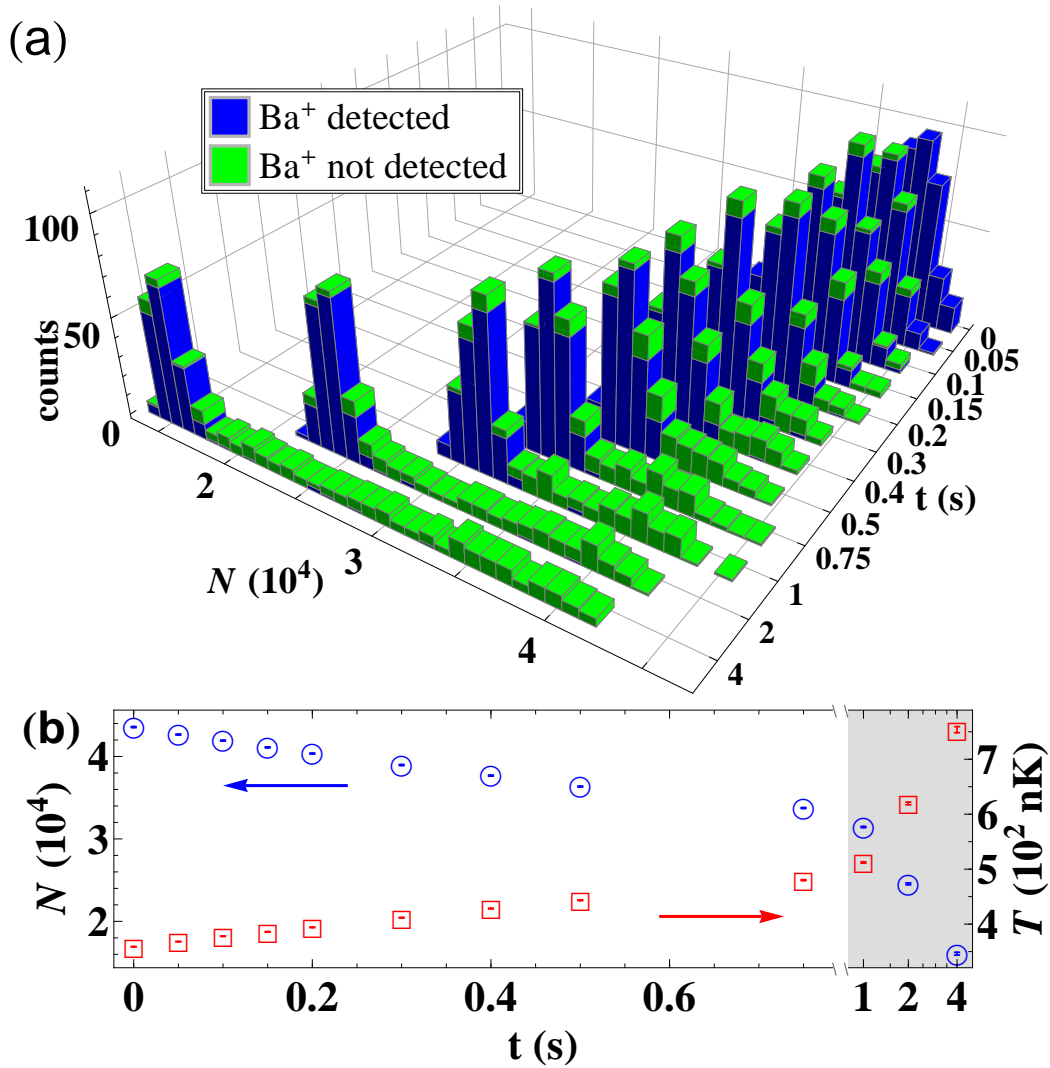 (a)
Ba⁺ detected
Ba⁺ not detected
100
50
0
counts
2
3
4
N (10⁴)
0
0.05
0.1
0.15
0.2
0.3
0.4
0.5
0.75
1
2
4
t (s)
(b)
4
3
2
N (10⁴)
7
6
5
4
T (10² nK)
0 0.2 0.4 0.6 1 2 4
t (s)